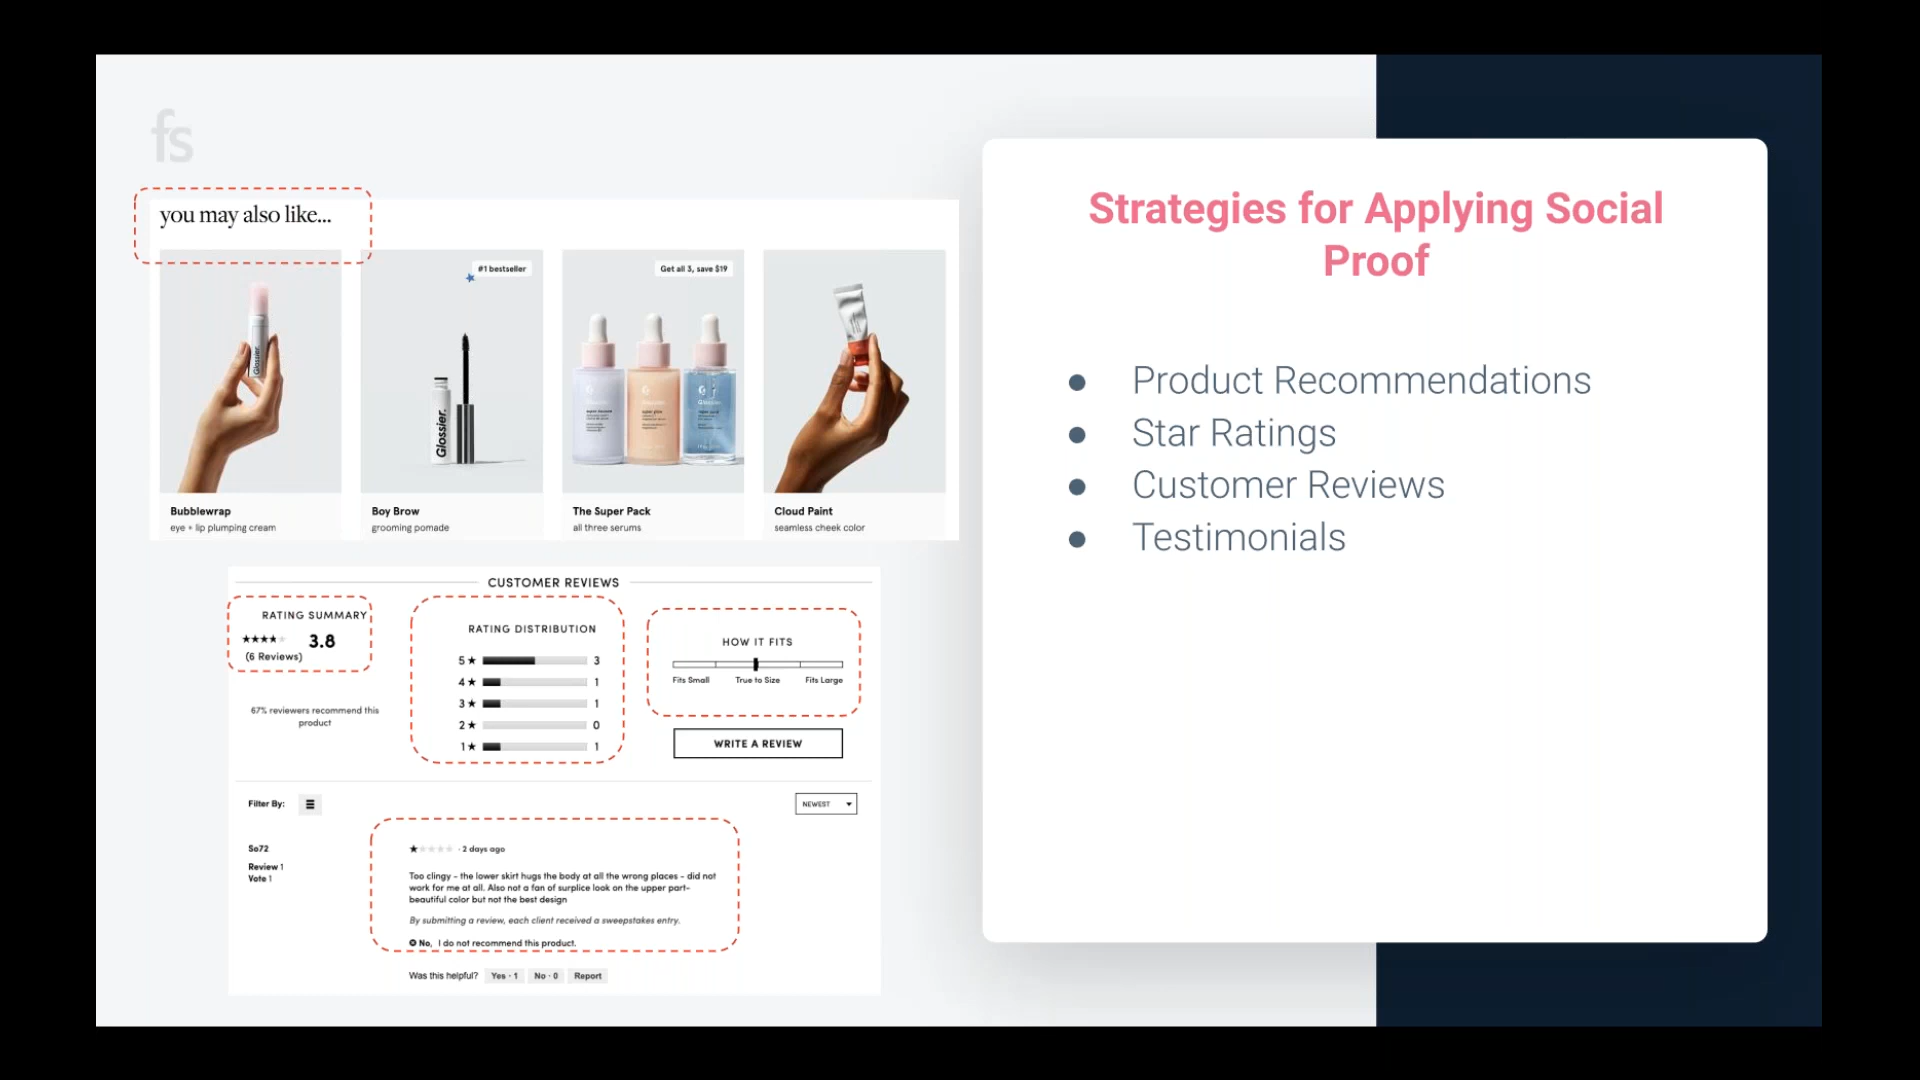 fs
you may also like...
#1 bestseller
Get all 3, save $19
Glossier.
Glossier.
Bubblewrap
eye + lip plumping cream
Boy Brow
grooming pomade
The Super Pack
all three serums
Cloud Paint
seamless cheek color
CUSTOMER REVIEWS
RATING SUMMARY
★★★★★ 3.8
(6 Reviews)
67% reviewers recommend this
product
RATING DISTRIBUTION
5★ 3
4★ 1
3★ 1
2★ 0
1★ 1
HOW IT FITS
Fits Small True to Size Fits Large
WRITE A REVIEW
Filter By:
NEWEST
So72
Review 1
Vote 1
★★★★★ · 2 days ago
Too clingy - the lower skirt hugs the body at all the wrong places - did not
work for me at all. Also not a fan of surplice look on the upper part-
beautiful color but not the best design
By submitting a review, each client received a sweepstakes entry.
No, I do not recommend this product.
Was this helpful? Yes · 1 No · 0 Report
Strategies for Applying Social
Proof
● Product Recommendations
● Star Ratings
● Customer Reviews
● Testimonials